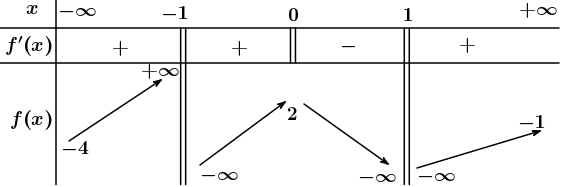 x −∞ −1 0 1 +∞
f′(x) + + − +
+∞
f(x) 2 −1
−4 −∞ −∞ −∞